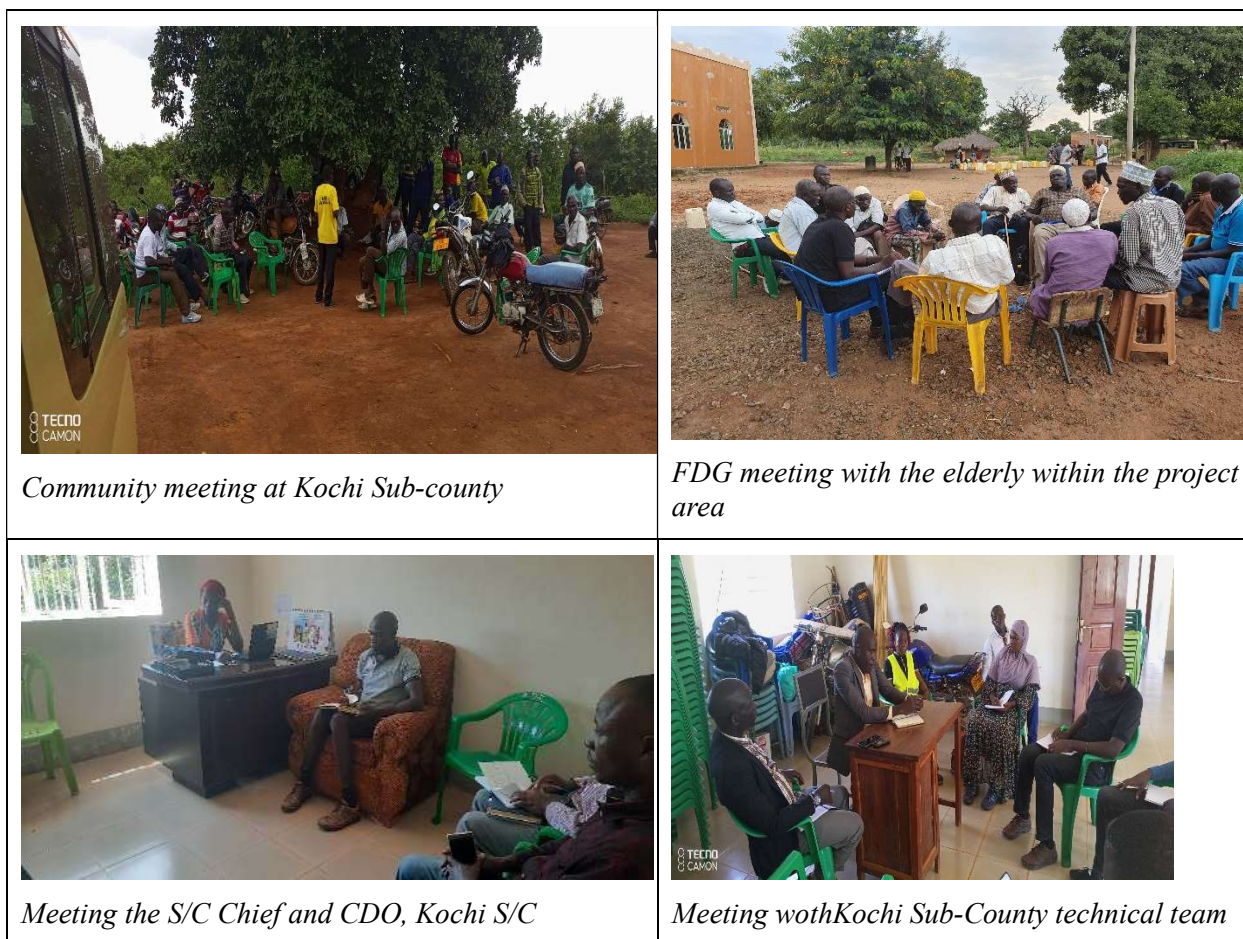 TECNO
CAMON
Community meeting at Kochi Sub-county
FDG meeting with the elderly within the project
area
Meeting the S/C Chief and CDO, Kochi S/C
TECNO
CAMON
Meeting wothKochi Sub-County technical team